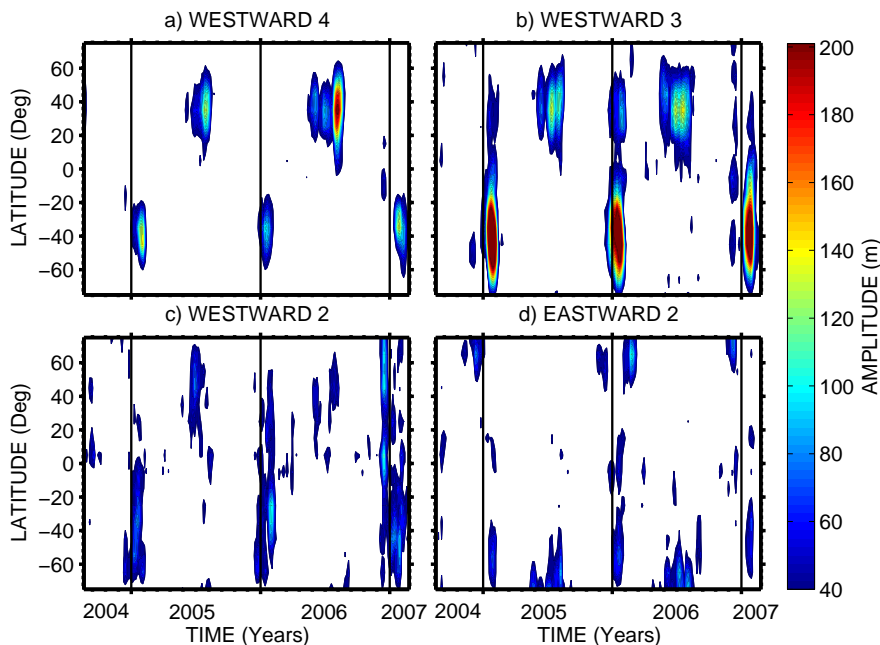 a) WESTWARD 4
b) WESTWARD 3
LATITUDE (Deg)
60
40
20
0
−20
−40
−60
c) WESTWARD 2
d) EASTWARD 2
LATITUDE (Deg)
60
40
20
0
−20
−40
−60
2004 2005 2006 2007
TIME (Years)
2004 2005 2006 2007
TIME (Years)
200
180
160
140
120
100
80
60
40
AMPLITUDE (m)